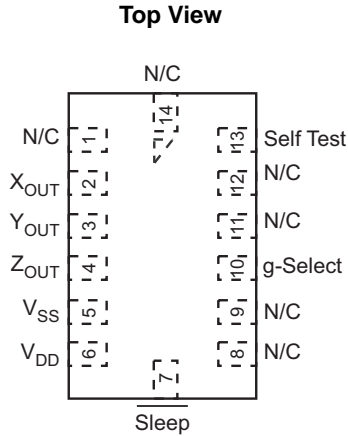 Top View
N/C
14
N/C 1 13 Self Test
X_OUT 2 12 N/C
Y_OUT 3 11 N/C
Z_OUT 4 10 g-Select
V_SS 5 9 N/C
V_DD 6 8 N/C
7
Sleep